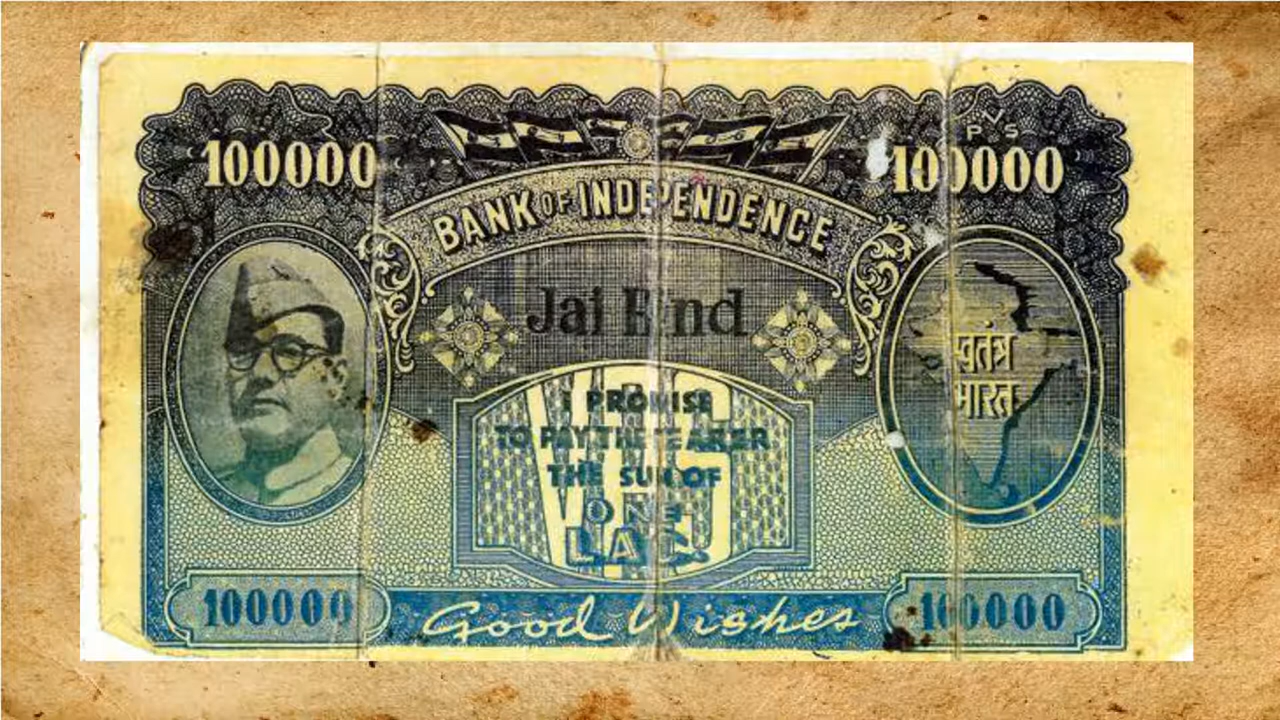 PVS
100000 100000
BANK OF INDEPENDENCE
Jai Hind
स्वतंत्र
भारत
I PROMISE
TO PAY THE BEARER
THE SUM OF
ONE
LAC.
100000 Good Wishes 100000